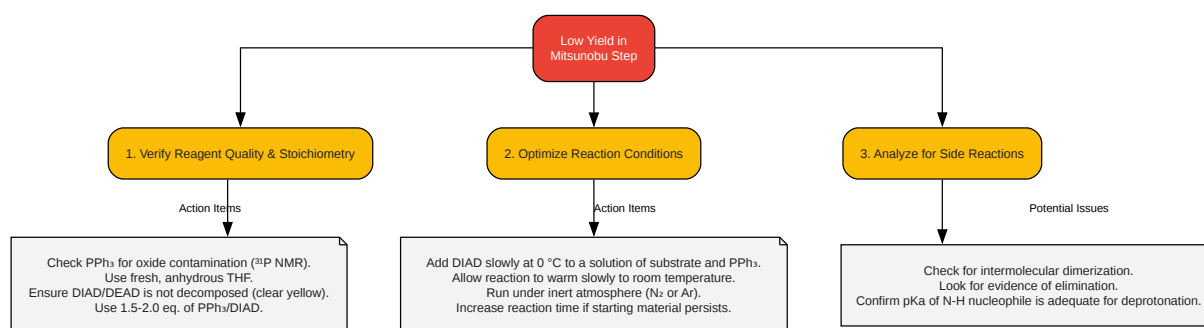 Low Yield in
Mitsunobu Step
1. Verify Reagent Quality & Stoichiometry
2. Optimize Reaction Conditions
3. Analyze for Side Reactions
Action Items
Action Items
Potential Issues
Check PPh₃ for oxide contamination (³¹P NMR).
Use fresh, anhydrous THF.
Ensure DIAD/DEAD is not decomposed (clear yellow).
Use 1.5-2.0 eq. of PPh₃/DIAD.
Add DIAD slowly at 0 °C to a solution of substrate and PPh₃.
Allow reaction to warm slowly to room temperature.
Run under inert atmosphere (N₂ or Ar).
Increase reaction time if starting material persists.
Check for intermolecular dimerization.
Look for evidence of elimination.
Confirm pKa of N-H nucleophile is adequate for deprotonation.